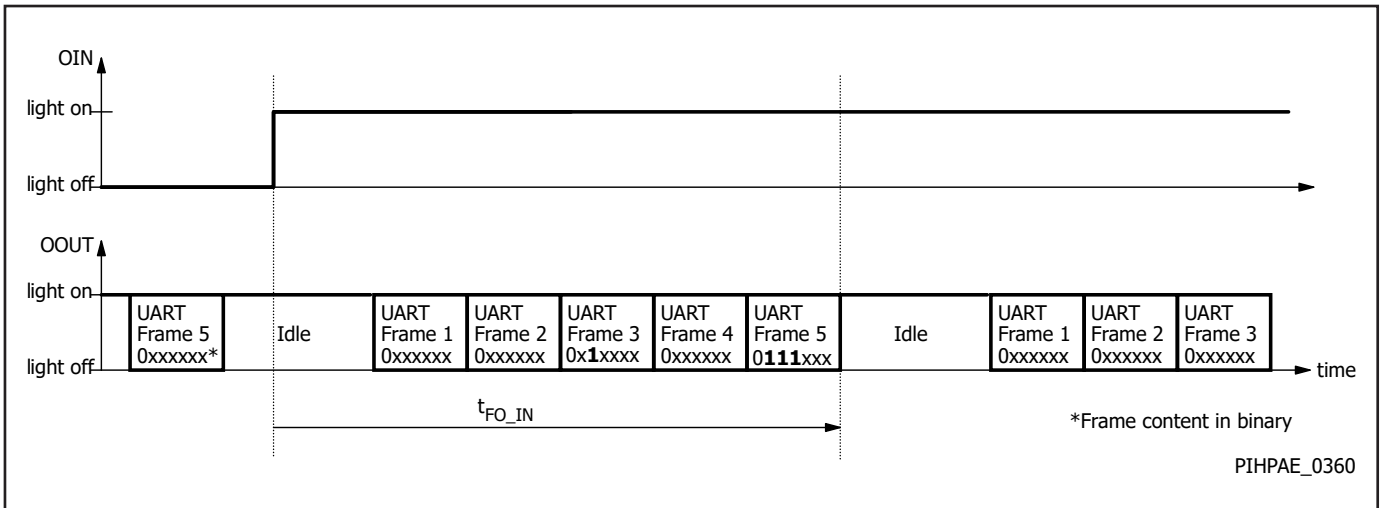 OIN
light on
light off
OOUT
light on
UART UART UART UART UART UART UART UART
Frame 5 Idle Frame 1 Frame 2 Frame 3 Frame 4 Frame 5 Idle Frame 1 Frame 2 Frame 3
0xxxxxx* 0xxxxxx 0xxxxxx 0x1xxxx 0xxxxxx 0111xxx 0xxxxxx 0xxxxxx 0xxxxxx
light off time
tFO_IN
*Frame content in binary
PIHPAE_0360